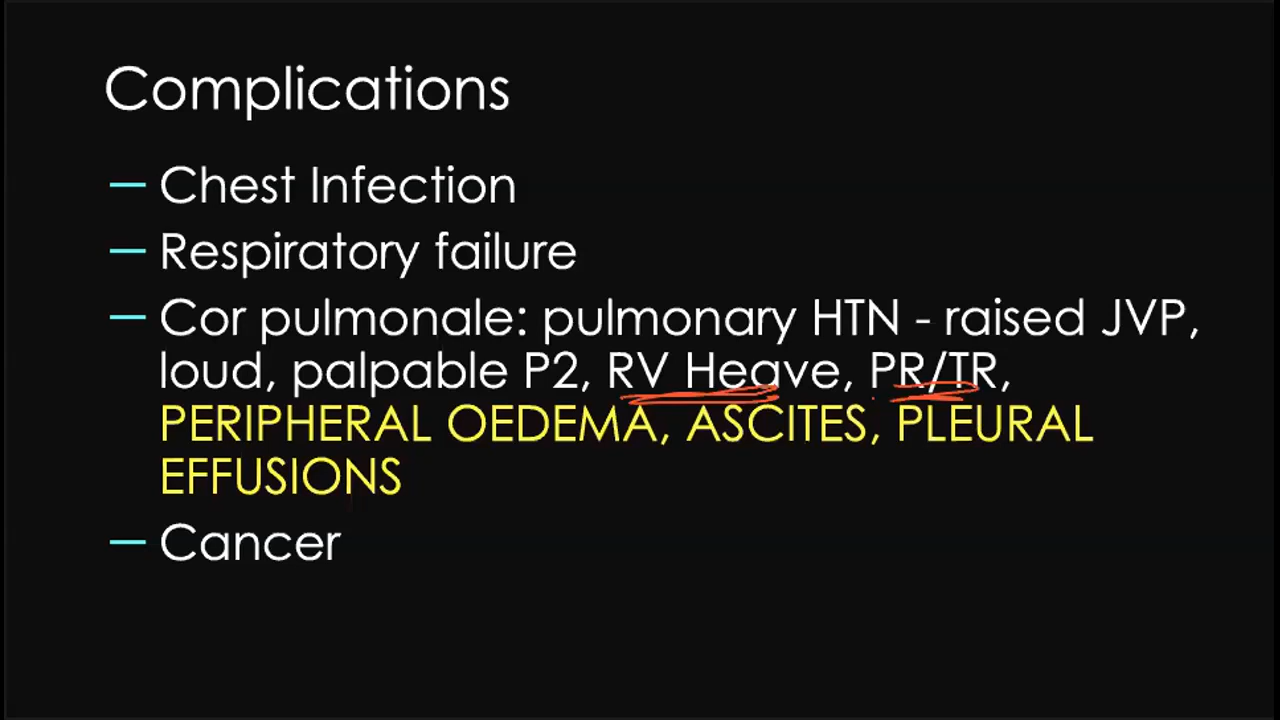 Complications
— Chest Infection
— Respiratory failure
— Cor pulmonale: pulmonary HTN - raised JVP,
loud, palpable P2, RV Heave, PR/TR,
PERIPHERAL OEDEMA, ASCITES, PLEURAL
EFFUSIONS
— Cancer